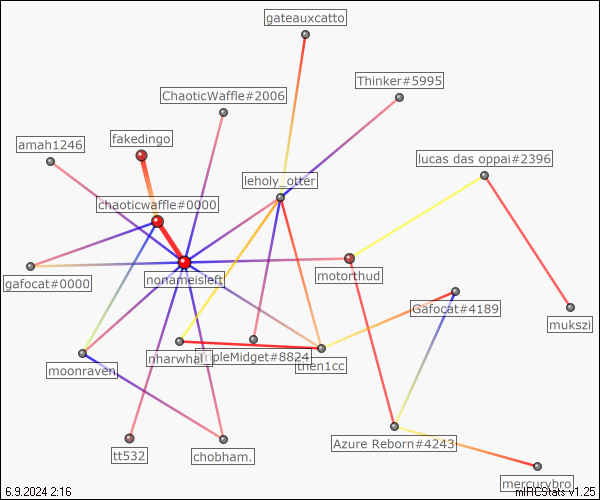 gateauxcatto
Thinker#5995
ChaoticWaffle#2006
fakedingo
amah1246
lucas das oppai#2396
leholy_otter
chaoticwaffle#0000
gafocat#0000
nonameisleft
motorthud
Gafocat#4189
mukszi
nharwhal
TripleMidget#8824
then1cc
moonraven
Azure Reborn#4243
tt532
chobham.
mercurybro
6.9.2024 2:16
mIRCStats v1.25